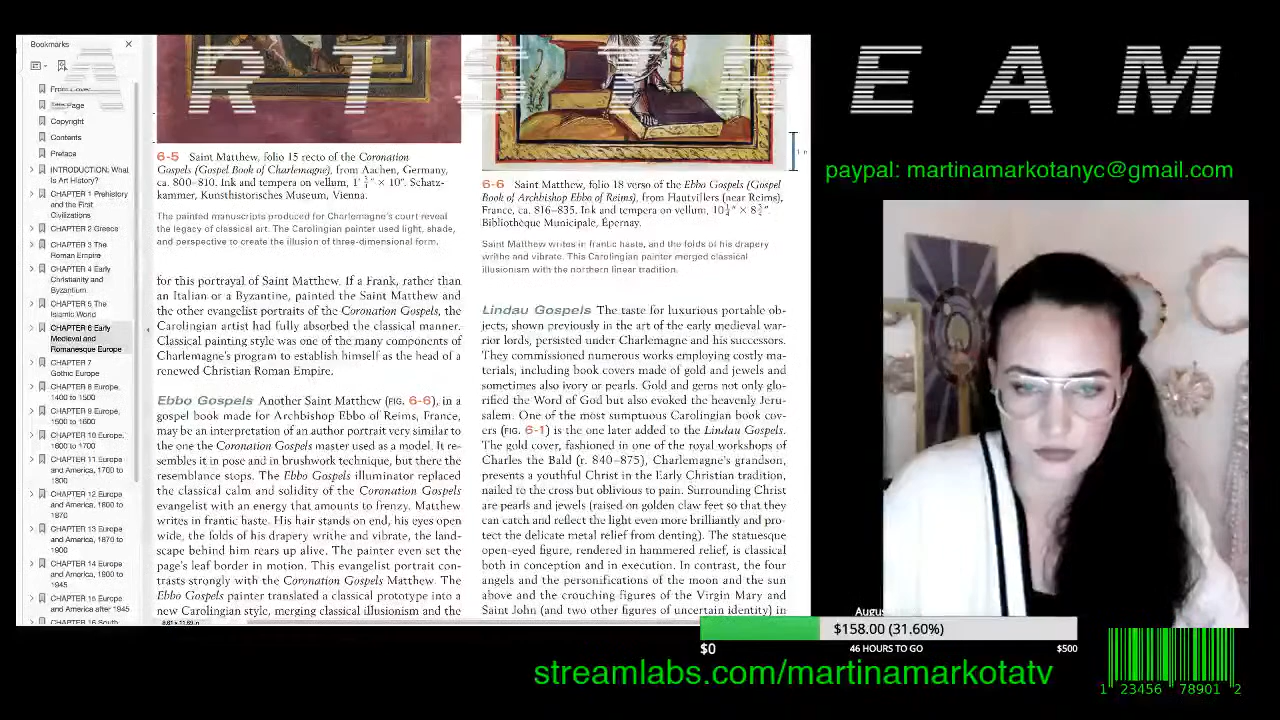 Bookmarks
Title Page
Copyright
Contents
Preface
INTRODUCTION: What
is Art History?
CHAPTER 1 Prehistory
and the First
Civilizations
CHAPTER 2 Greece
CHAPTER 3 The
Roman Empire
CHAPTER 4 Early
Christianity and
Byzantium
CHAPTER 5 The
Islamic World
CHAPTER 6 Early
Medieval and
Romanesque Europe
CHAPTER 7
Gothic Europe
CHAPTER 8 Europe,
1400 to 1500
CHAPTER 9 Europe,
1500 to 1600
CHAPTER 10 Europe,
1600 to 1700
CHAPTER 11 Europe
and America, 1700 to
1800
CHAPTER 12 Europe
and America, 1800 to
1870
CHAPTER 13 Europe
and America, 1870 to
1900
CHAPTER 14 Europe
and America, 1900 to
1945
CHAPTER 15 Europe
and America after 1945
CHAPTER 16 South
6-5 Saint Matthew, folio 15 recto of the Coronation
Gospels (Gospel Book of Charlemagne), from Aachen, Germany,
ca. 800–810. Ink and tempera on vellum, × 10". Schatz-
kammer, Kunsthistorisches Museum, Vienna.
The painted manuscripts produced for Charlemagne's court reveal
the legacy of classical art. The Carolingian painter used light, shade,
and perspective to create the illusion of three-dimensional form.
for this portrayal of Saint Matthew. If a Frank, rather than
an Italian or a Byzantine, painted the Saint Matthew and
the other evangelist portraits of the Coronation Gospels, the
Carolingian artist had fully absorbed the classical manner.
Classical painting style was one of the many components of
Charlemagne's program to establish himself as the head of a
renewed Christian Roman Empire.
Ebbo Gospels Another Saint Matthew (FIG. 6-6), in a
gospel book made for Archbishop Ebbo of Reims, France,
may be an interpretation of an author portrait very similar to
the one the Coronation Gospels master used as a model. It re-
sembles it in pose and in brushwork technique, but there the
resemblance stops. The Ebbo Gospels illuminator replaced
the classical calm and solidity of the Coronation Gospels
evangelist with an energy that amounts to frenzy. Matthew
writes in frantic haste. His hair stands on end, his eyes open
wide, the folds of his drapery writhe and vibrate, the land-
scape behind him rears up alive. The painter even set the
page's leaf border in motion. This evangelist portrait con-
trasts strongly with the Coronation Gospels Matthew. The
Ebbo Gospels painter translated a classical prototype into a
new Carolingian style, merging classical illusionism and the
6-6 Saint Matthew, folio 18 verso of the Ebbo Gospels (Gospel
Book of Archbishop Ebbo of Reims), from Hautvillers (near Reims),
France, ca. 816–835. Ink and tempera on vellum,
Bibliothèque Municipale, Épernay.
Saint Matthew writes in frantic haste, and the folds of his drapery
writhe and vibrate. This Carolingian painter merged classical
illusionism with the northern linear tradition.
Lindau Gospels The taste for luxurious portable ob-
jects, shown previously in the art of the early medieval war-
rior lords, persisted under Charlemagne and his successors.
They commissioned numerous works employing costly ma-
terials, including book covers made of gold and jewels and
sometimes also ivory or pearls. Gold and gems not only glo-
rified the Word of God but also evoked the heavenly Jeru-
salem. One of the most sumptuous Carolingian book cov-
ers (FIG. 6-1) is the one later added to the Lindau Gospels.
The gold cover, fashioned in one of the royal workshops of
Charles the Bald (r. 840–875), Charlemagne's grandson,
presents a youthful Christ in the Early Christian tradition,
nailed to the cross but oblivious to pain. Surrounding Christ
are pearls and jewels (raised on golden claw feet so that they
can catch and reflect the light even more brilliantly and pro-
tect the delicate metal relief from denting). The statuesque
open-eyed figure, rendered in hammered relief, is classical
both in conception and in execution. In contrast, the four
angels and the personifications of the moon and the sun
above and the crouching figures of the Virgin Mary and
Saint John (and two other figures of uncertain identity) in
E A M
paypal: martinamarkotanyc@gmail.com
$158.00 (31.60%)
$0 46 HOURS TO GO $500
streamlabs.com/martinamarkotatv
1 23456 78901 2